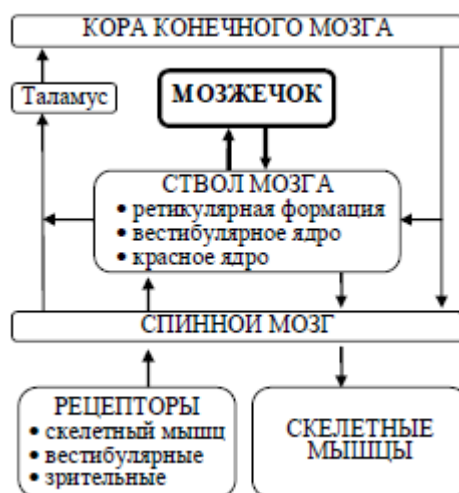 КОРА КОНЕЧНОГО МОЗГА
Таламус
МОЗЖЕЧОК
СТВОЛ МОЗГА
• ретикулярная формация
• вестибулярное ядро
• красное ядро
СПИННОЙ МОЗГ
РЕЦЕПТОРЫ
• скелетный мышц
• вестибулярные
• зрительные
СКЕЛЕТНЫЕ
МЫШЦЫ